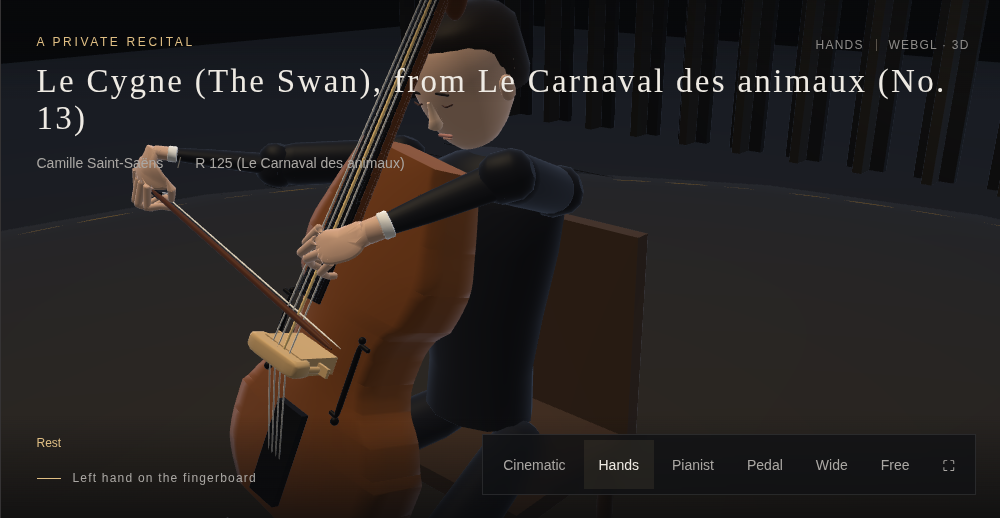 A PRIVATE RECITAL
HANDS | WEBGL · 3D
Le Cygne (The Swan), from Le Carnaval des animaux (No.
13)
Camille Saint-Saëns / R 125 (Le Carnaval des animaux)
Rest
Left hand on the fingerboard
Cinematic Hands Pianist Pedal Wide Free